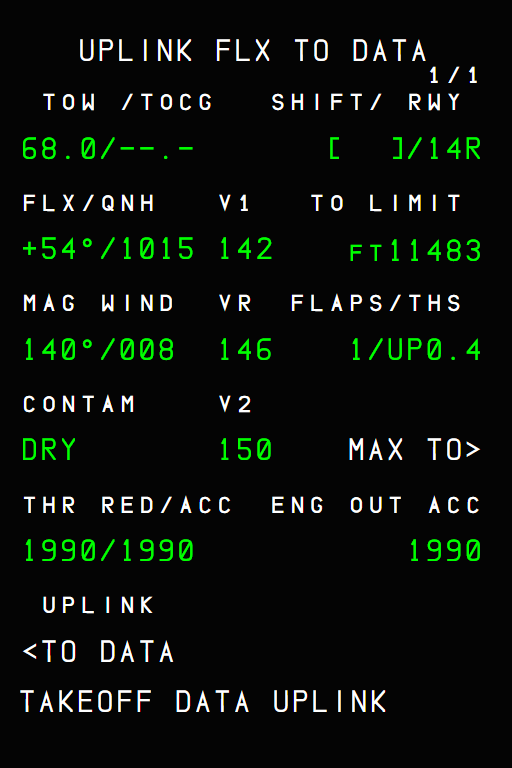 UPLINK FLX TO DATA
1/1
TOW /TOCG SHIFT/ RWY
68.0/--.- [ ]/14R
FLX/QNH V1 TO LIMIT
+54°/1015 142 FT11483
MAG WIND VR FLAPS/THS
140°/008 146 1/UP0.4
CONTAM V2
DRY 150 MAX TO>
THR RED/ACC ENG OUT ACC
1990/1990 1990
UPLINK
<TO DATA
TAKEOFF DATA UPLINK